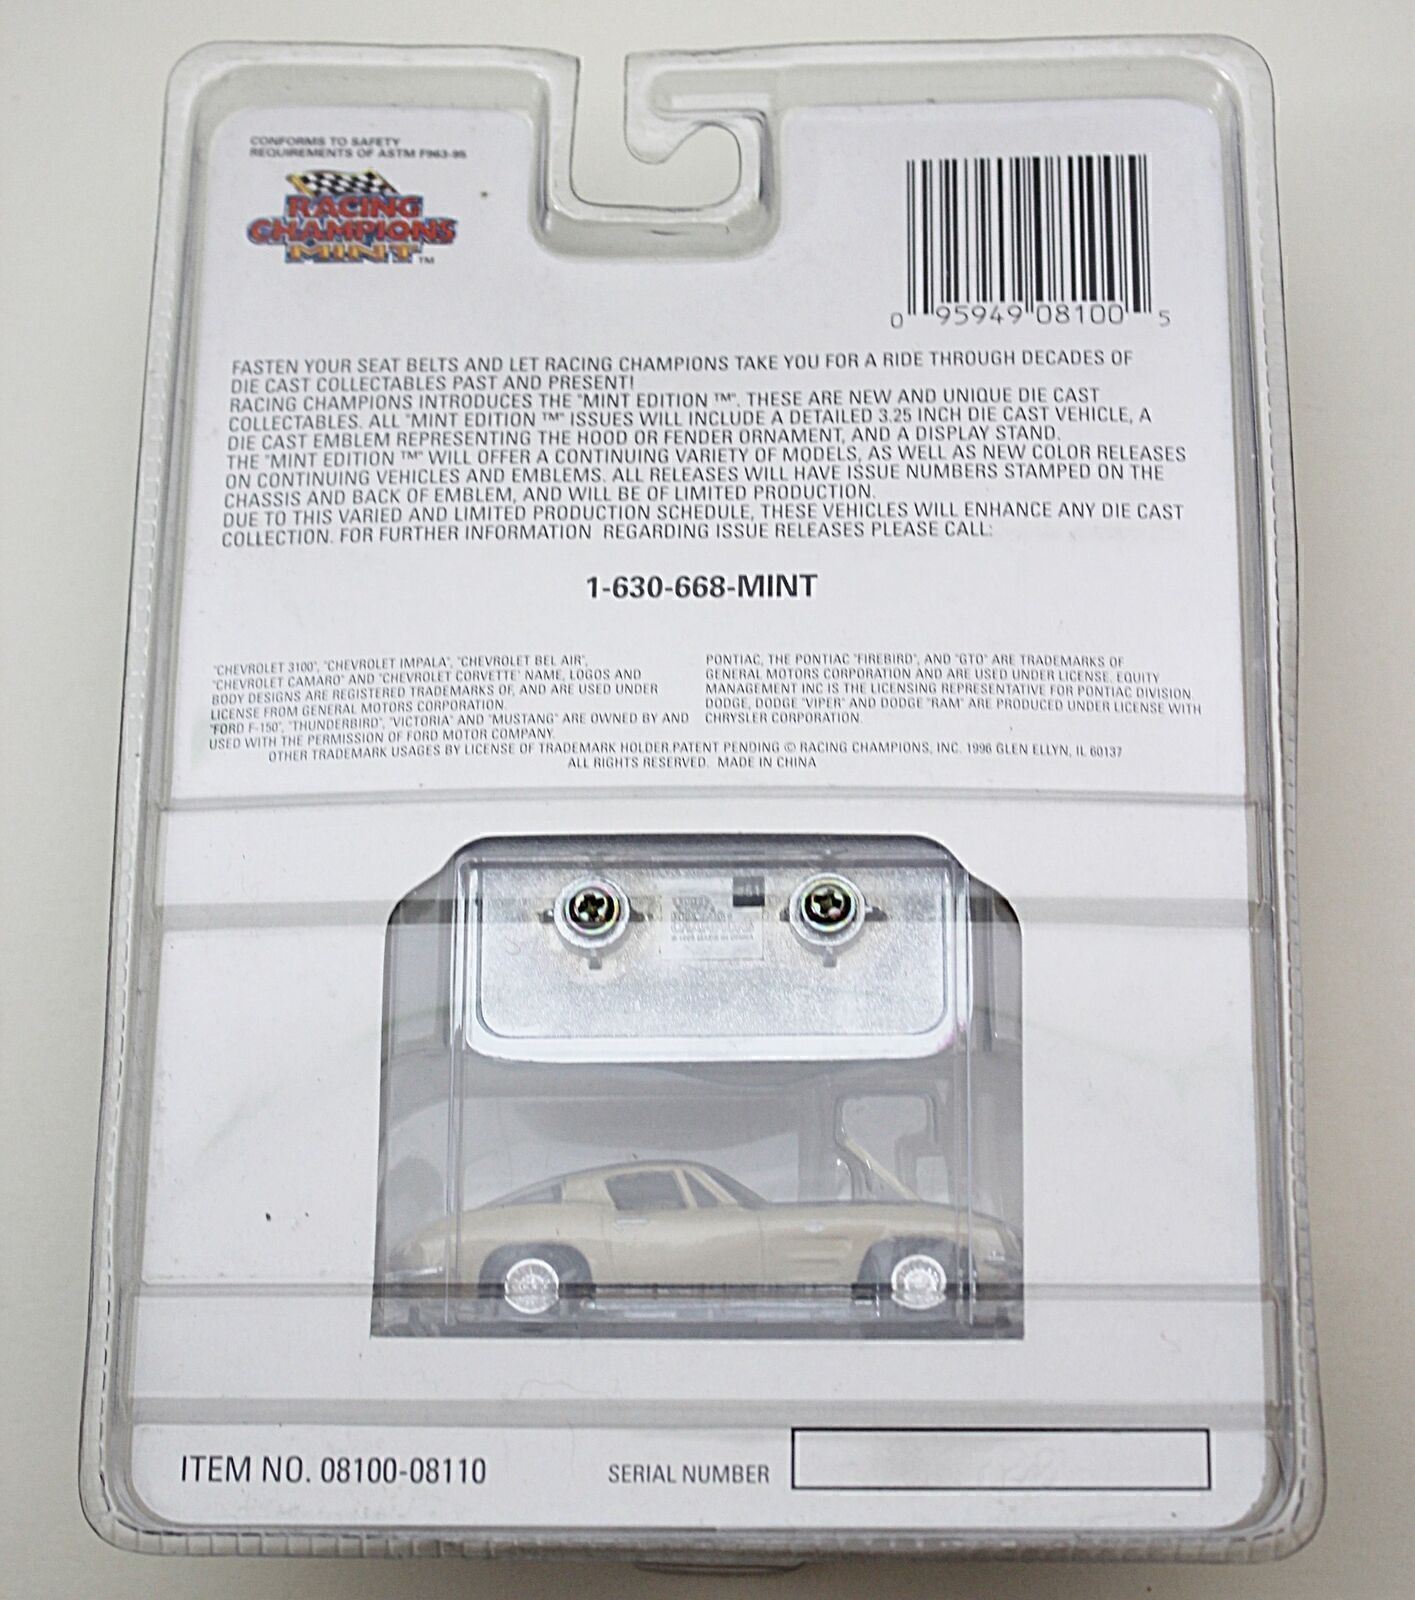 CONFORMS TO SAFETY
REQUIREMENTS OF ASTM F963-95
RACING
CHAMPIONS
MINT™
0 95949 08100 5
FASTEN YOUR SEAT BELTS AND LET RACING CHAMPIONS TAKE YOU FOR A RIDE THROUGH DECADES OF
DIE CAST COLLECTABLES PAST AND PRESENT!
RACING CHAMPIONS INTRODUCES THE "MINT EDITION ™". THESE ARE NEW AND UNIQUE DIE CAST
COLLECTABLES. ALL "MINT EDITION ™" ISSUES WILL INCLUDE A DETAILED 3.25 INCH DIE CAST VEHICLE, A
DIE CAST EMBLEM REPRESENTING THE HOOD OR FENDER ORNAMENT, AND A DISPLAY STAND.
THE "MINT EDITION ™" WILL OFFER A CONTINUING VARIETY OF MODELS, AS WELL AS NEW COLOR RELEASES
ON CONTINUING VEHICLES AND EMBLEMS. ALL RELEASES WILL HAVE ISSUE NUMBERS STAMPED ON THE
CHASSIS AND BACK OF EMBLEM, AND WILL BE OF LIMITED PRODUCTION.
DUE TO THIS VARIED AND LIMITED PRODUCTION SCHEDULE, THESE VEHICLES WILL ENHANCE ANY DIE CAST
COLLECTION. FOR FURTHER INFORMATION REGARDING ISSUE RELEASES PLEASE CALL:
1-630-668-MINT
"CHEVROLET 3100", "CHEVROLET IMPALA", "CHEVROLET BEL AIR",
"CHEVROLET CAMARO" AND "CHEVROLET CORVETTE" NAME, LOGOS AND
BODY DESIGNS ARE REGISTERED TRADEMARKS OF, AND ARE USED UNDER
LICENSE FROM GENERAL MOTORS CORPORATION.
"FORD F-150", "THUNDERBIRD", "VICTORIA" AND "MUSTANG" ARE OWNED BY AND
USED WITH THE PERMISSION OF FORD MOTOR COMPANY.
PONTIAC, THE PONTIAC "FIREBIRD", AND "GTO" ARE TRADEMARKS OF
GENERAL MOTORS CORPORATION AND ARE USED UNDER LICENSE. EQUITY
MANAGEMENT INC IS THE LICENSING REPRESENTATIVE FOR PONTIAC DIVISION.
DODGE, DODGE "VIPER" AND DODGE "RAM" ARE PRODUCED UNDER LICENSE WITH
CHRYSLER CORPORATION.
OTHER TRADEMARK USAGES BY LICENSE OF TRADEMARK HOLDER.PATENT PENDING © RACING CHAMPIONS, INC. 1996 GLEN ELLYN, IL 60137
ALL RIGHTS RESERVED. MADE IN CHINA
ITEM NO. 08100-08110
SERIAL NUMBER